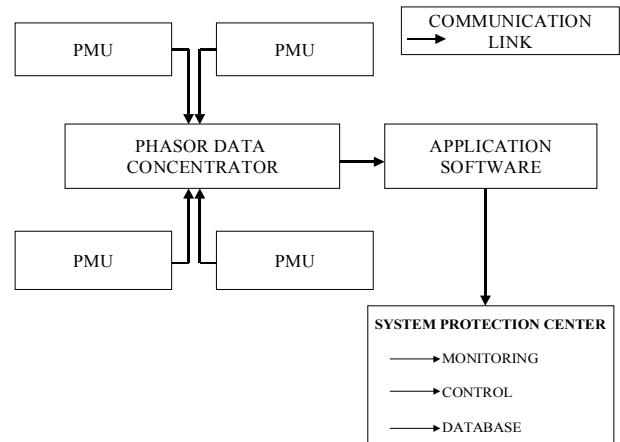 PMU
PMU
COMMUNICATION
LINK
PHASOR DATA
CONCENTRATOR
APPLICATION
SOFTWARE
PMU
PMU
SYSTEM PROTECTION CENTER
MONITORING
CONTROL
DATABASE